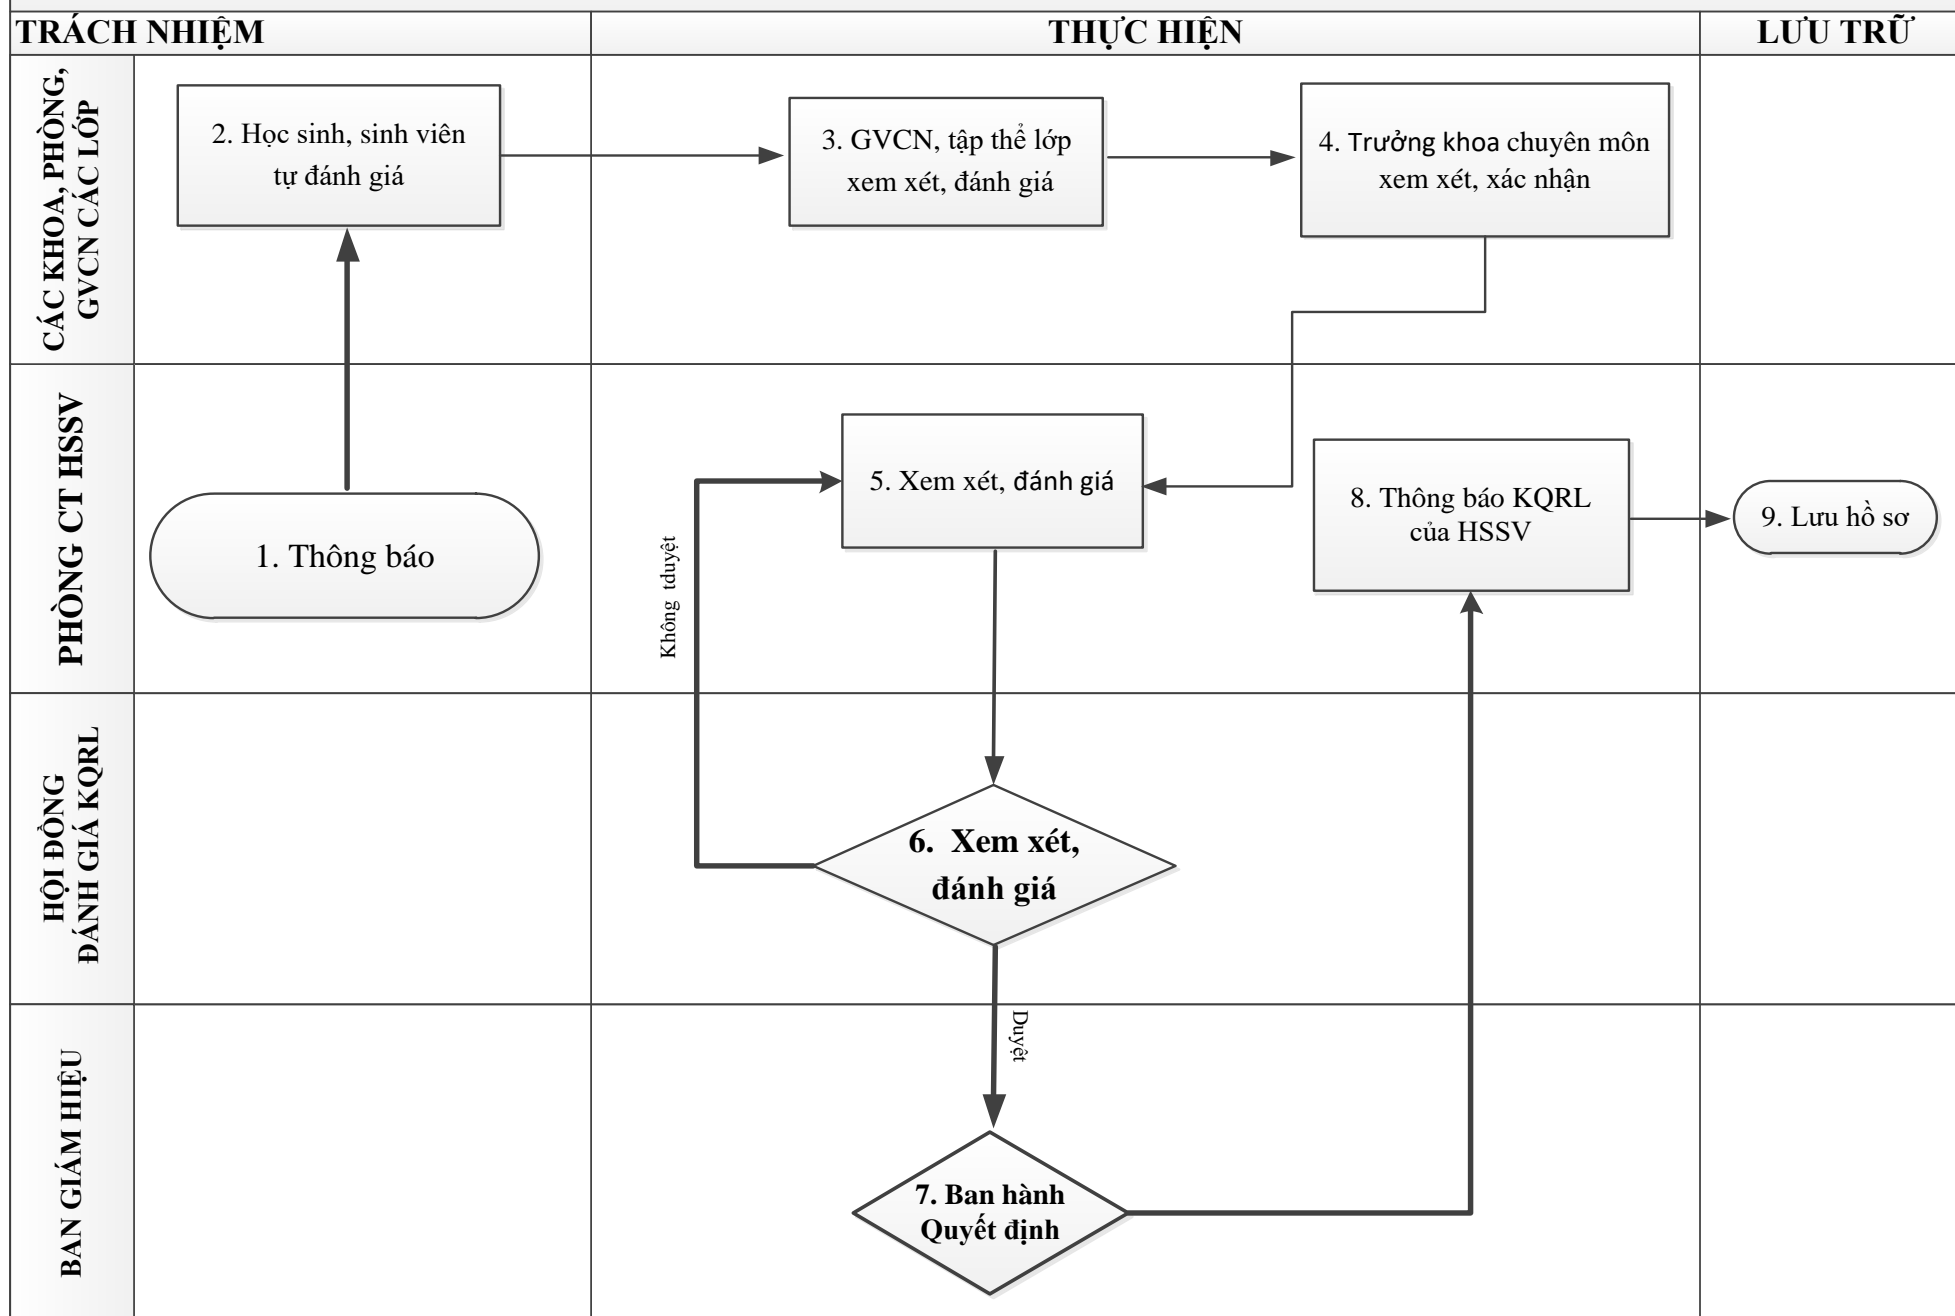 TRÁCH NHIỆM
THỰC HIỆN
LƯU TRỮ
CÁC KHOA, PHÒNG,
GVCN CÁC LỚP
2. Học sinh, sinh viên
tự đánh giá
3. GVCN, tập thể lớp
xem xét, đánh giá
4. Trưởng khoa chuyên môn
xem xét, xác nhận
PHÒNG CT HSSV
1. Thông báo
Không tduyệt
5. Xem xét, đánh giá
8. Thông báo KQRL
của HSSV
9. Lưu hồ sơ
HỘI ĐỒNG
ĐÁNH GIÁ KQRL
6. Xem xét,
đánh giá
BAN GIÁM HIỆU
Duyệt
7. Ban hành
Quyết định